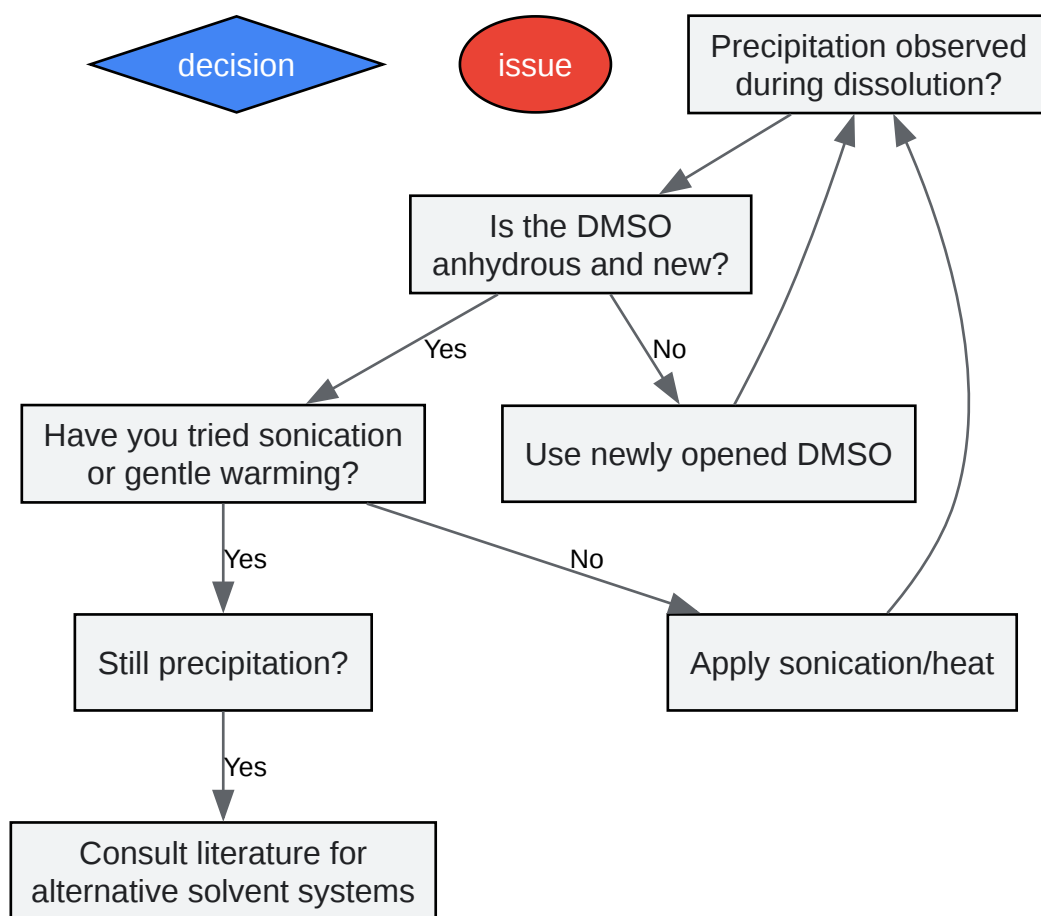 decision
issue
Precipitation observed
during dissolution?
Is the DMSO
anhydrous and new?
Yes
No
Have you tried sonication
or gentle warming?
Use newly opened DMSO
Yes
No
Still precipitation?
Apply sonication/heat
Yes
Consult literature for
alternative solvent systems